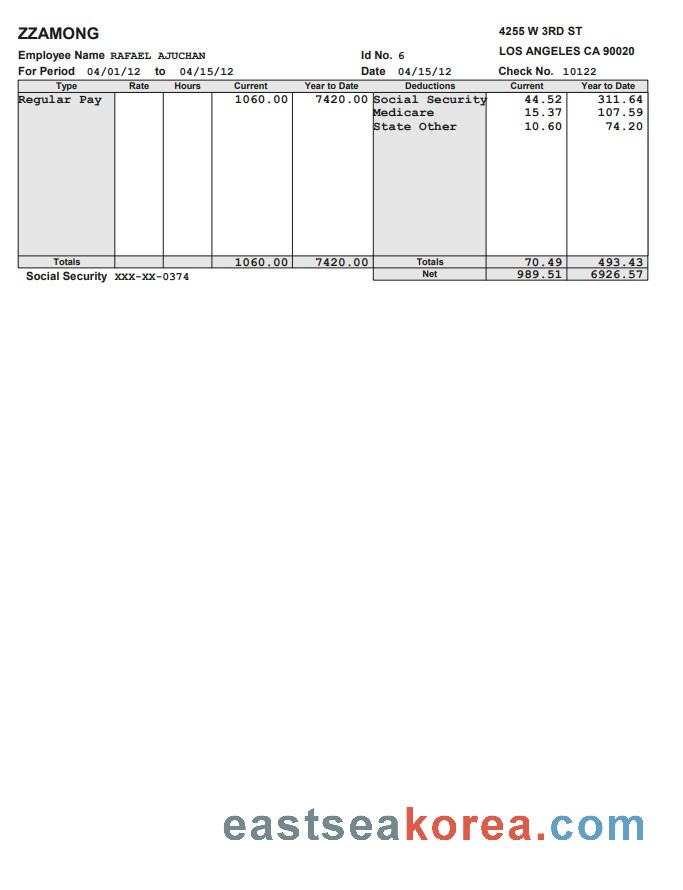 ZZAMONG
4255 W 3RD ST
LOS ANGELES CA 90020
Employee Name RAFAEL AJUCHAN Id No. 6
For Period 04/01/12 to 04/15/12 Date 04/15/12 Check No. 10122
Type Rate Hours Current Year to Date Deductions Current Year to Date
Regular Pay 1060.00 7420.00 Social Security 44.52 311.64
Medicare 15.37 107.59
State Other 10.60 74.20
Totals 1060.00 7420.00 Totals 70.49 493.43
Social Security XXX-XX-0374 Net 989.51 6926.57
eastseakorea.com